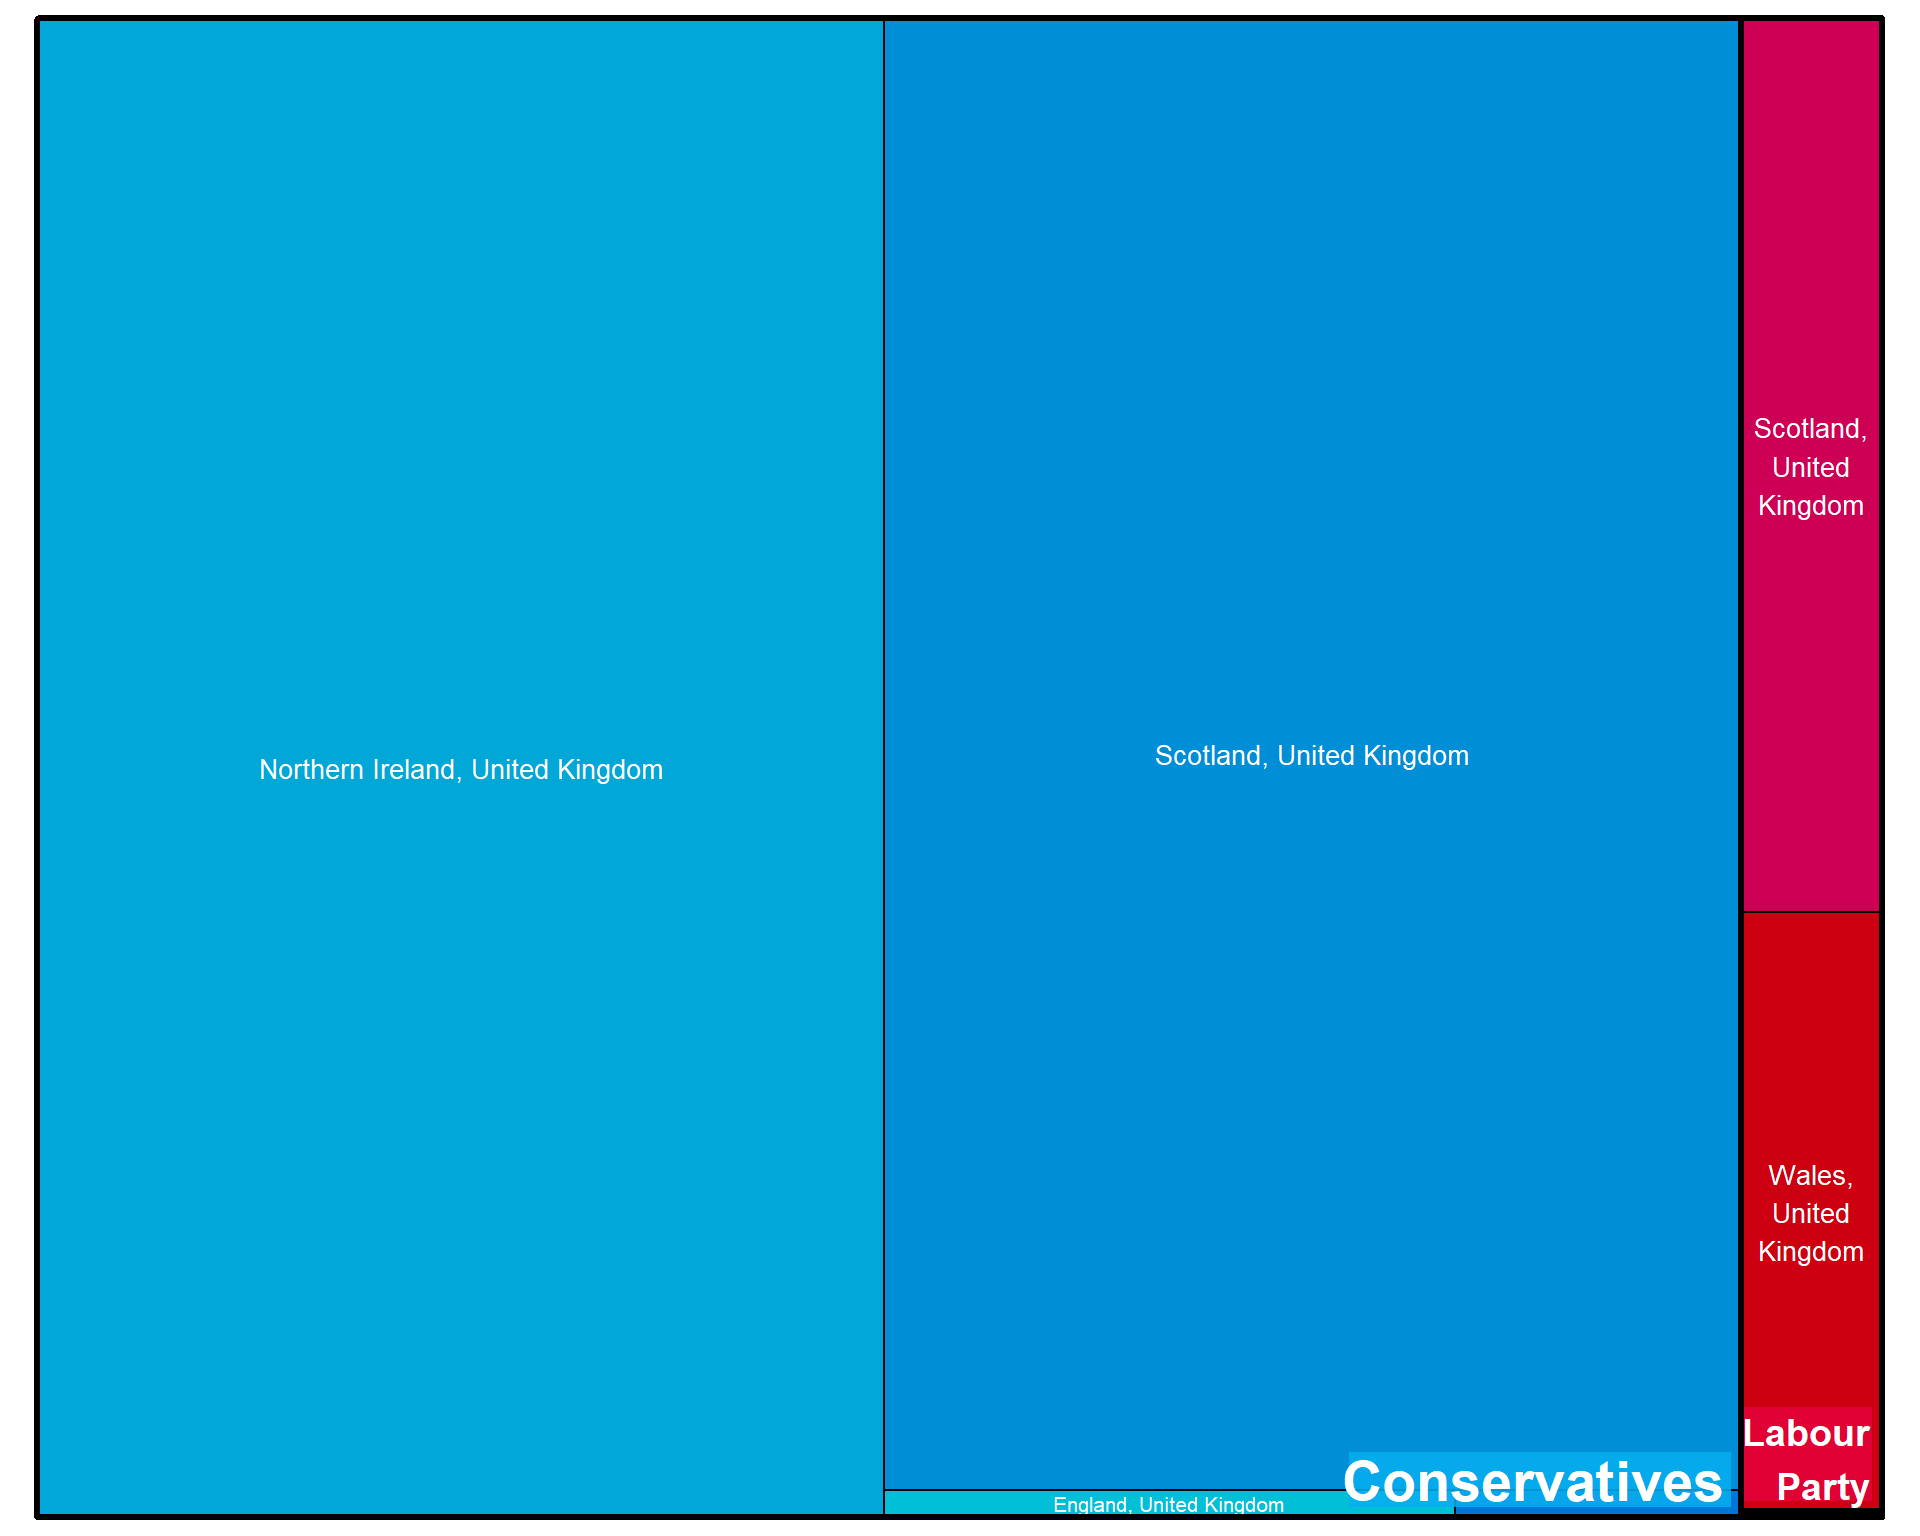 Northern Ireland, United Kingdom
Scotland, United Kingdom
England, United Kingdom
Conservatives
Scotland,
United
Kingdom
Wales,
United
Kingdom
Labour
Party